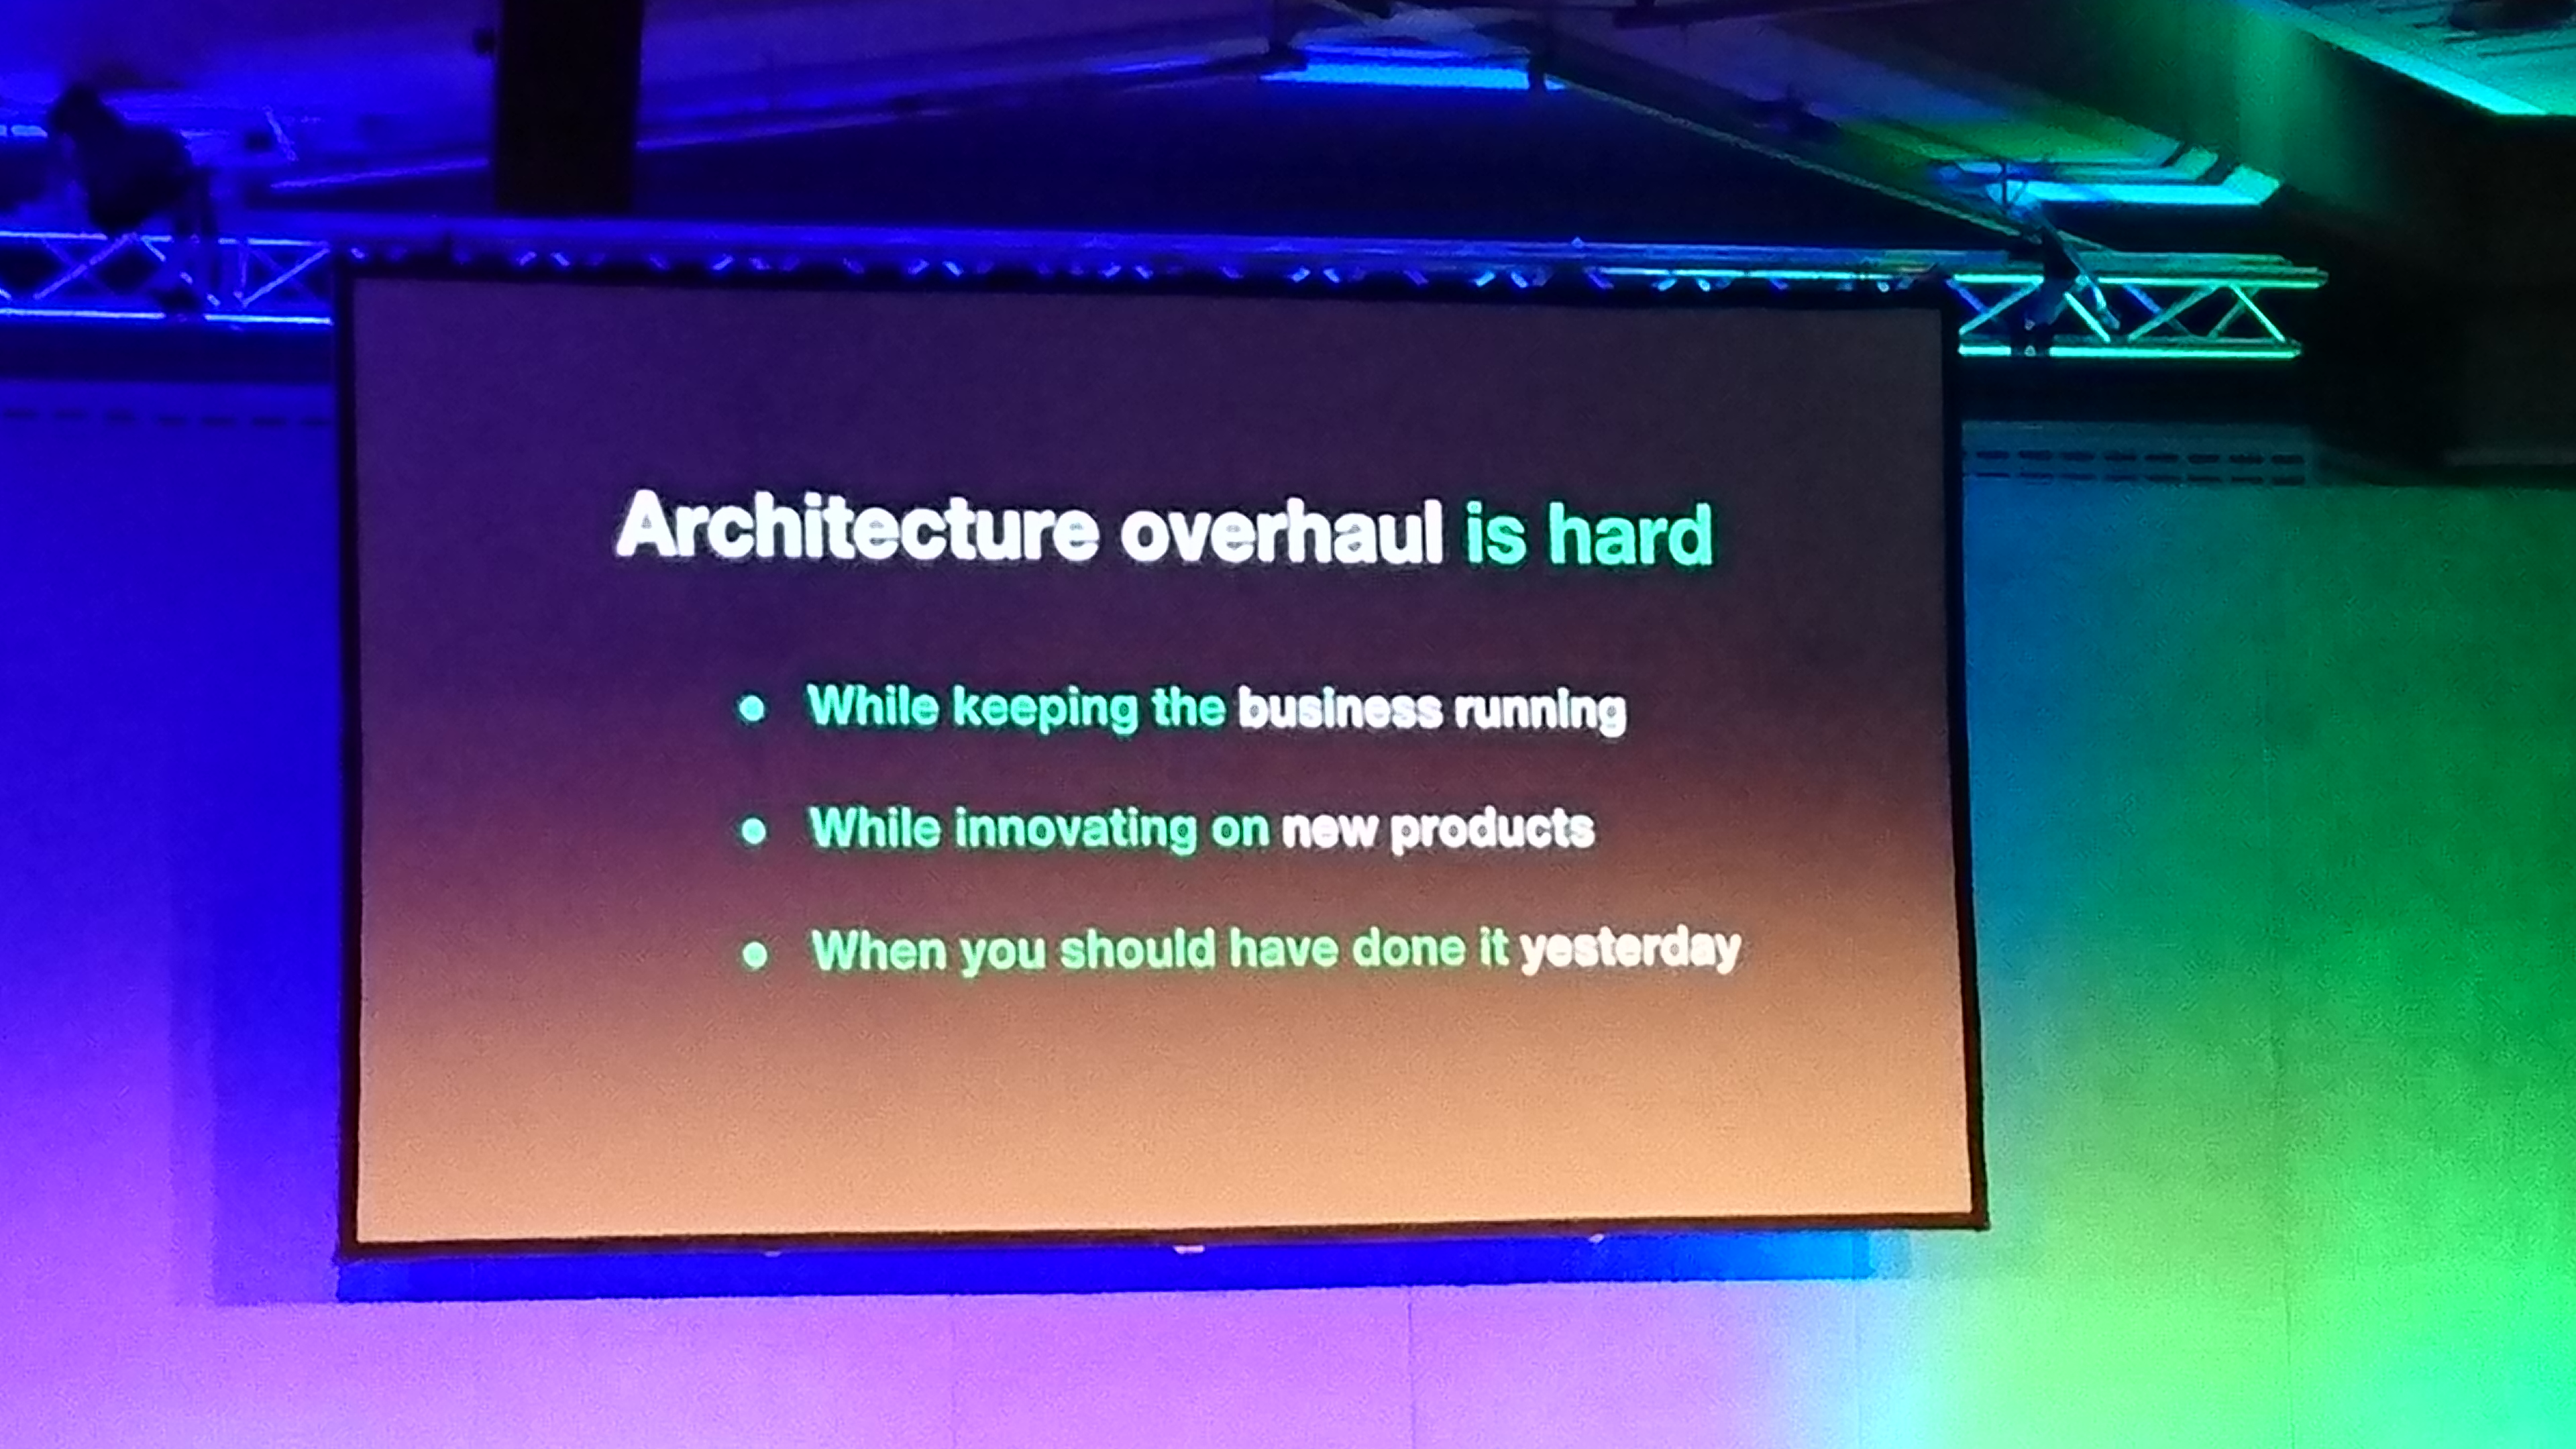 Architecture overhaul is hard
• While keeping the business running
• While innovating on new products
• When you should have done it yesterday